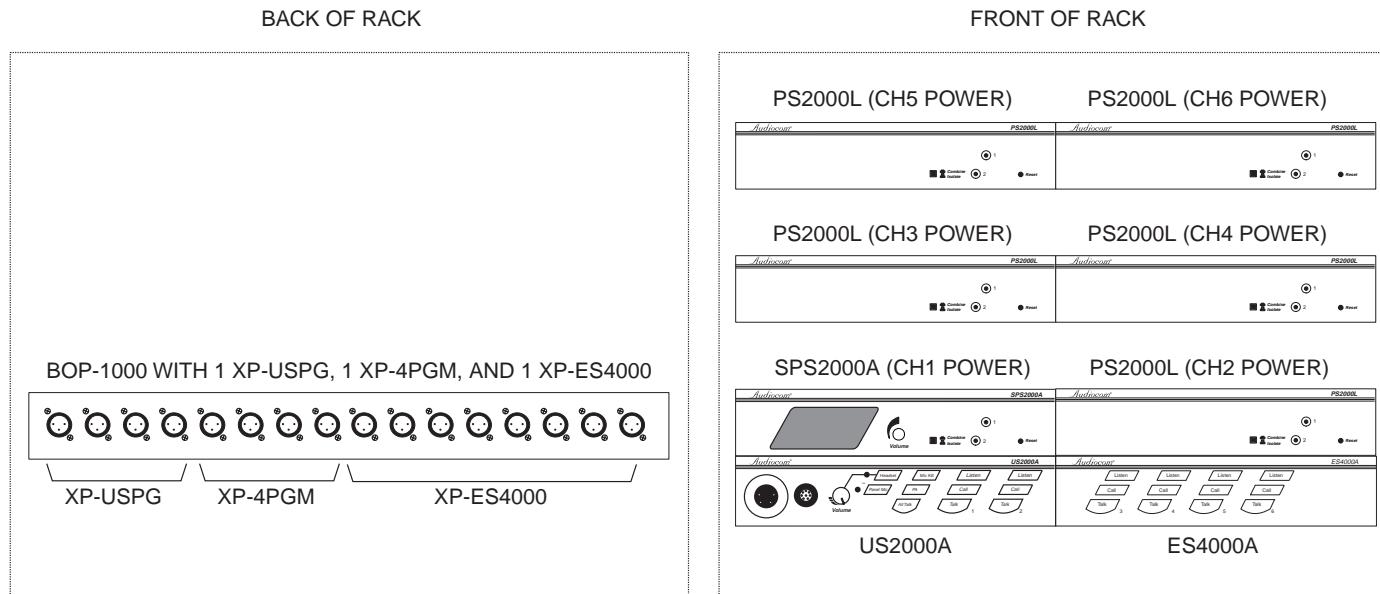 BACK OF RACK
BOP-1000 WITH 1 XP-USPG, 1 XP-4PGM, AND 1 XP-ES4000
XP-USPG XP-4PGM XP-ES4000
FRONT OF RACK
PS2000L (CH5 POWER) PS2000L (CH6 POWER)
Audiocom PS2000L Audiocom PS2000L
1 1
Combine 2 Reset Combine 2 Reset
Isolate Isolate
PS2000L (CH3 POWER) PS2000L (CH4 POWER)
Audiocom PS2000L Audiocom PS2000L
1 1
Combine 2 Reset Combine 2 Reset
Isolate Isolate
SPS2000A (CH1 POWER) PS2000L (CH2 POWER)
Audiocom SPS2000A Audiocom PS2000L
1 1
Volume Combine 2 Reset Combine 2 Reset
Isolate Isolate
Audiocom US2000A Audiocom ES4000A
Headset Mic Kill Listen Listen Listen Listen Listen Listen
Panel Mic PA Call Call Call Call Call Call
Volume All Talk Talk 1 Talk 2 Talk 3 Talk 4 Talk 5 Talk 6
US2000A ES4000A